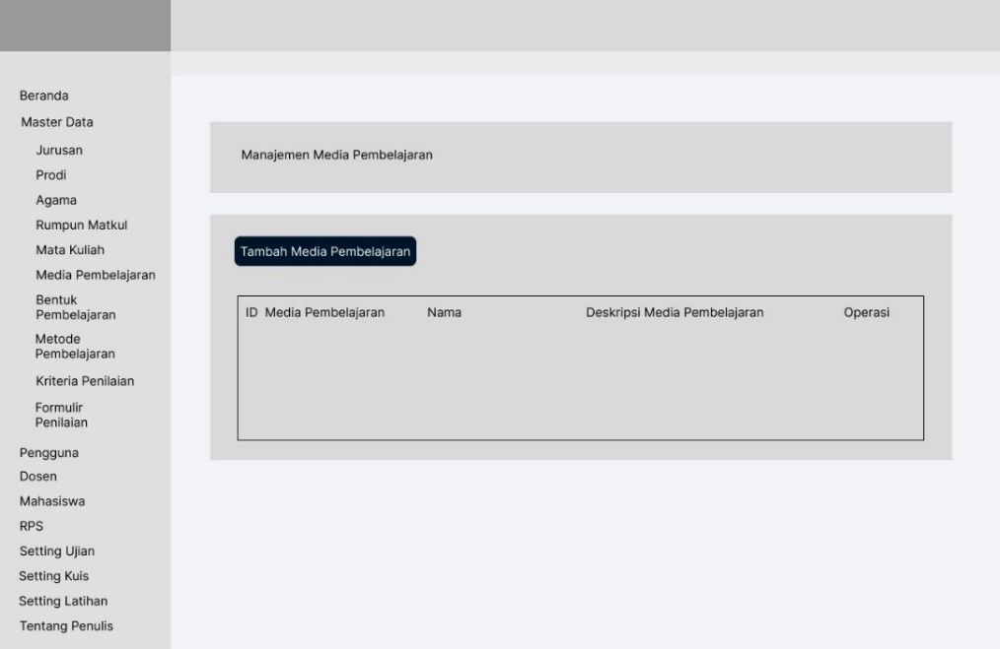 Beranda
Master Data
Jurusan
Prodi
Agama
Rumpun Matkul
Mata Kuliah
Media Pembelajaran
Bentuk
Pembelajaran
Metode
Pembelajaran
Kriteria Penilaian
Formulir
Penilaian
Pengguna
Dosen
Mahasiswa
RPS
Setting Ujian
Setting Kuis
Setting Latihan
Tentang Penulis
Manajemen Media Pembelajaran
Tambah Media Pembelajaran
ID Media Pembelajaran Nama Deskripsi Media Pembelajaran Operasi